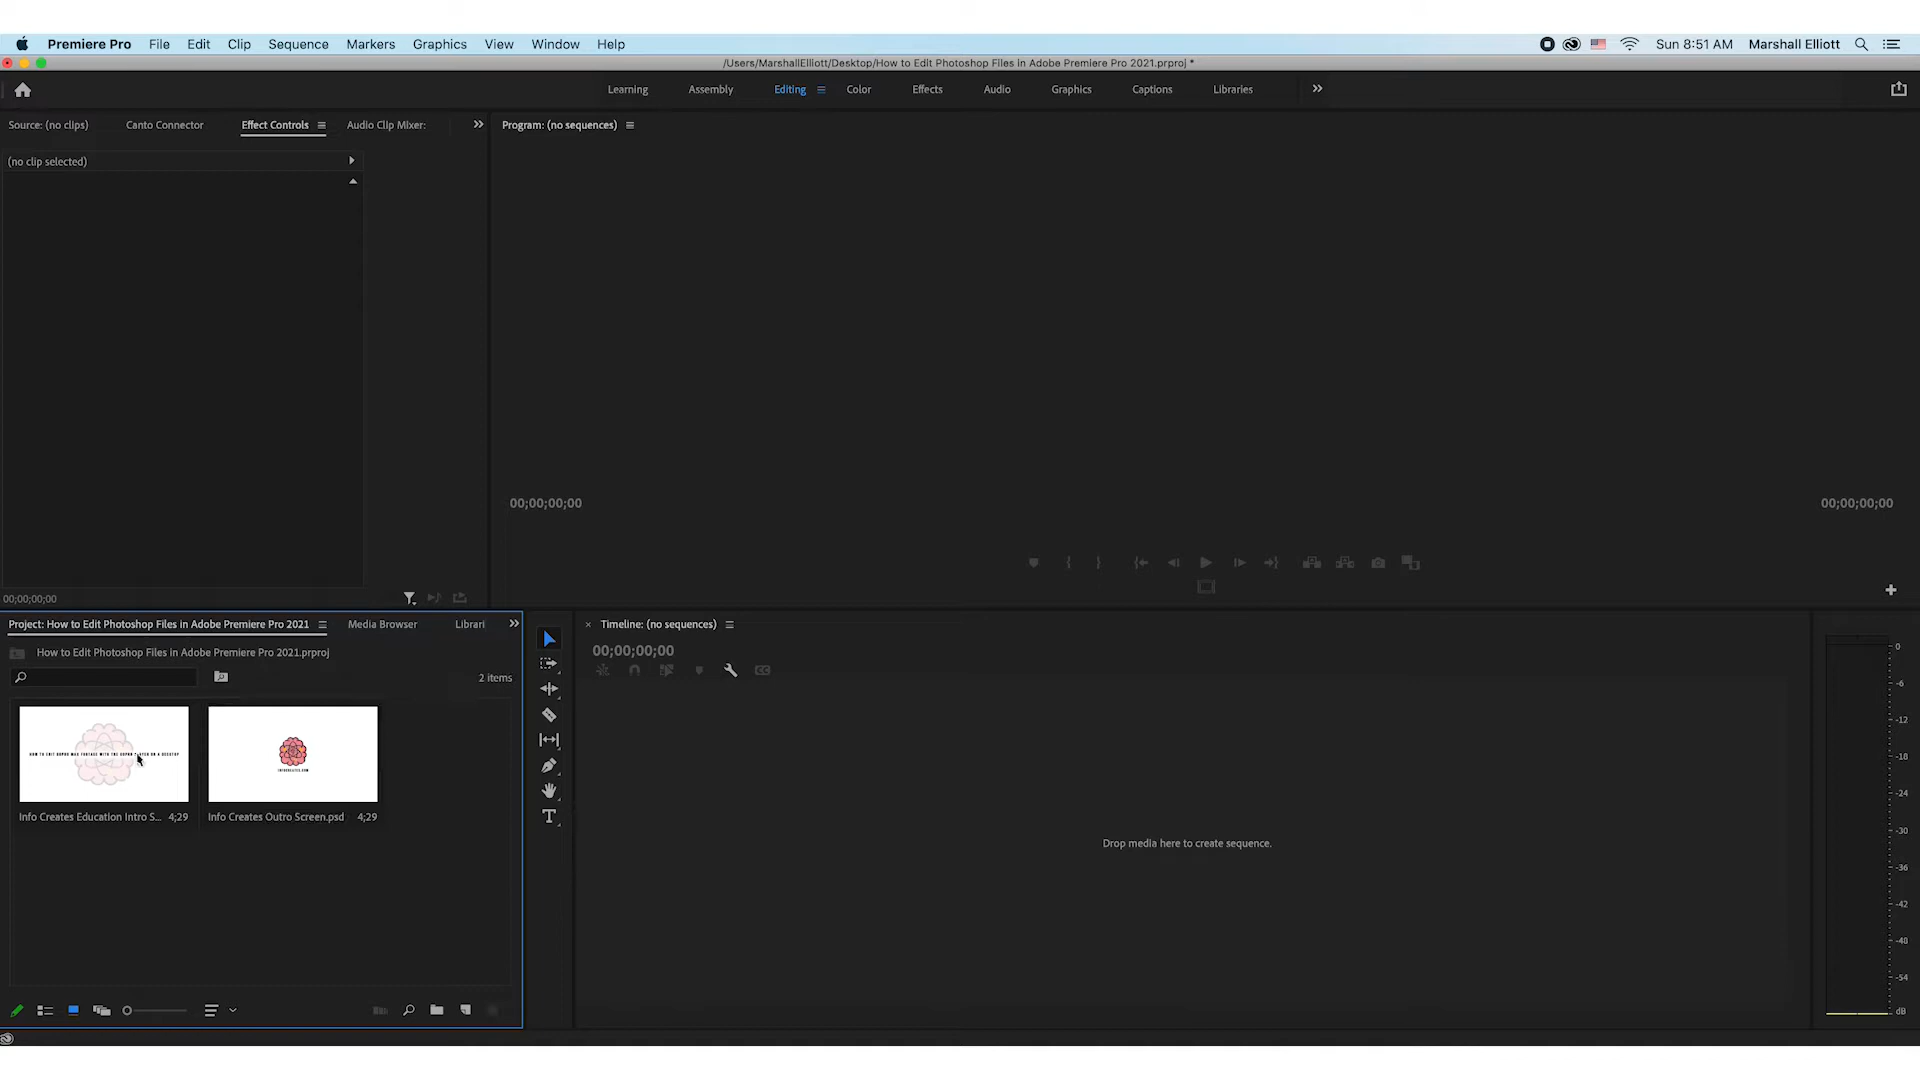 Premiere Pro File Edit Clip Sequence Markers Graphics View Window Help Sun 8:51 AM Marshall Elliott
/Users/MarshallElliott/Desktop/How to Edit Photoshop Files in Adobe Premiere Pro 2021.prproj *
Learning Assembly Editing Color Effects Audio Graphics Captions Libraries
Source: (no clips) Canto Connector Effect Controls Audio Clip Mixer:
Program: (no sequences)
(no clip selected)
00;00;00;00 00;00;00;00
00;00;00;00
Project: How to Edit Photoshop Files in Adobe Premiere Pro 2021 Media Browser Librari
How to Edit Photoshop Files in Adobe Premiere Pro 2021.prproj
2 items
Info Creates Education Intro S... 4;29
Info Creates Outro Screen.psd 4;29
Timeline: (no sequences)
00;00;00;00
Drop media here to create sequence.
0
-6
-12
-18
-24
-30
-36
-42
-48
-54
dB